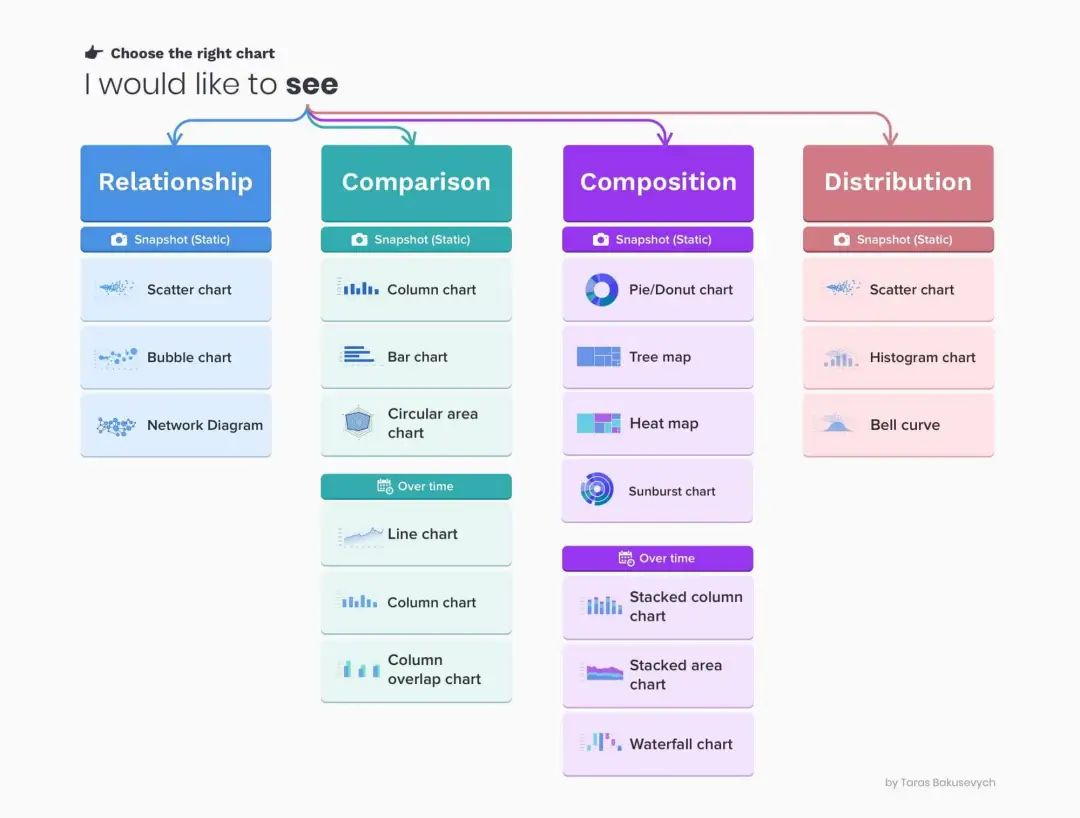 Choose the right chart
I would like to see
Relationship
Snapshot (Static)
Scatter chart
Bubble chart
Network Diagram
Comparison
Snapshot (Static)
Column chart
Bar chart
Circular area
chart
Over time
Line chart
Column chart
Column
overlap chart
Composition
Snapshot (Static)
Pie/Donut chart
Tree map
Heat map
Sunburst chart
Over time
Stacked column
chart
Stacked area
chart
Waterfall chart
Distribution
Snapshot (Static)
Scatter chart
Histogram chart
Bell curve
by Taras Bakusevych